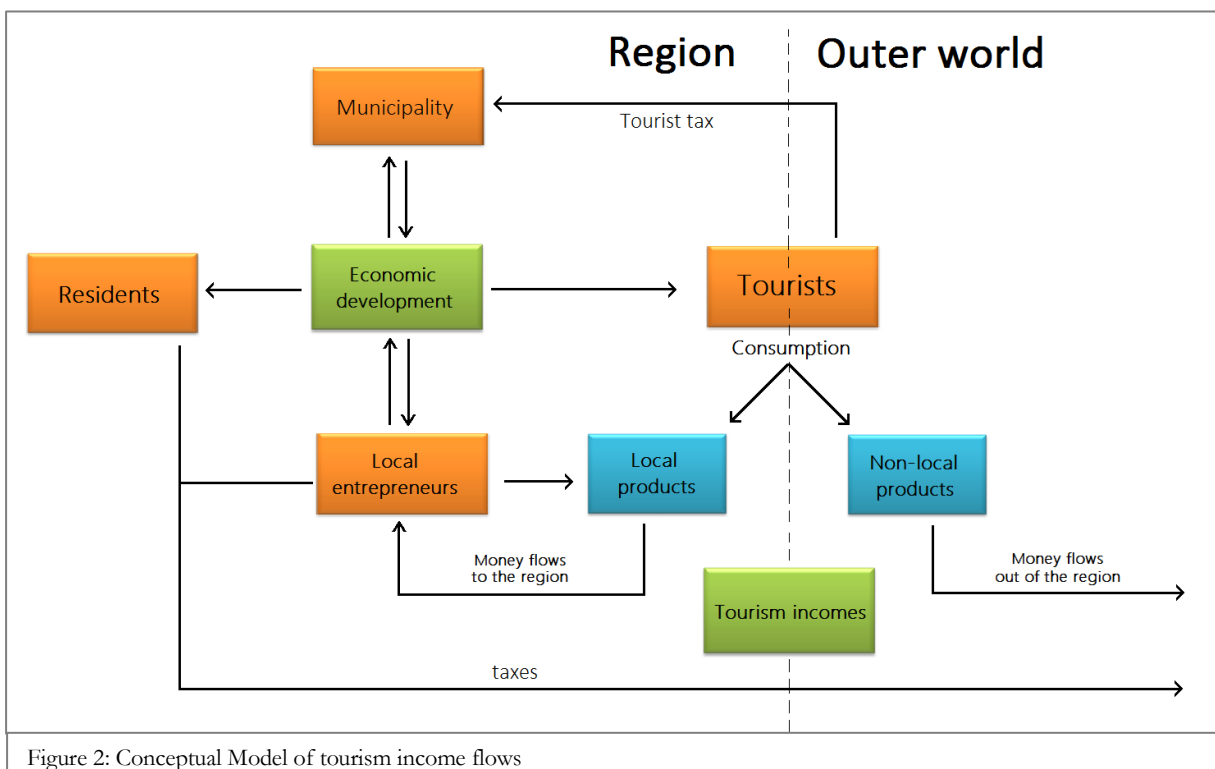 Region
Outer world
Municipality
Tourist tax
Residents
Economic
development
Tourists
Consumption
Local
entrepreneurs
Local
products
Non-local
products
Money flows
to the region
Money flows
out of the region
Tourism incomes
taxes
Figure 2: Conceptual Model of tourism income flows